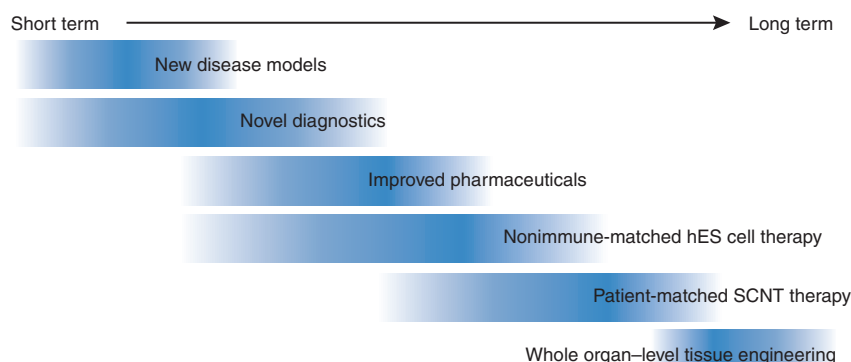 Short term
Long term
New disease models
Novel diagnostics
Improved pharmaceuticals
Nonimmune-matched hES cell therapy
Patient-matched SCNT therapy
Whole organ–level tissue engineering